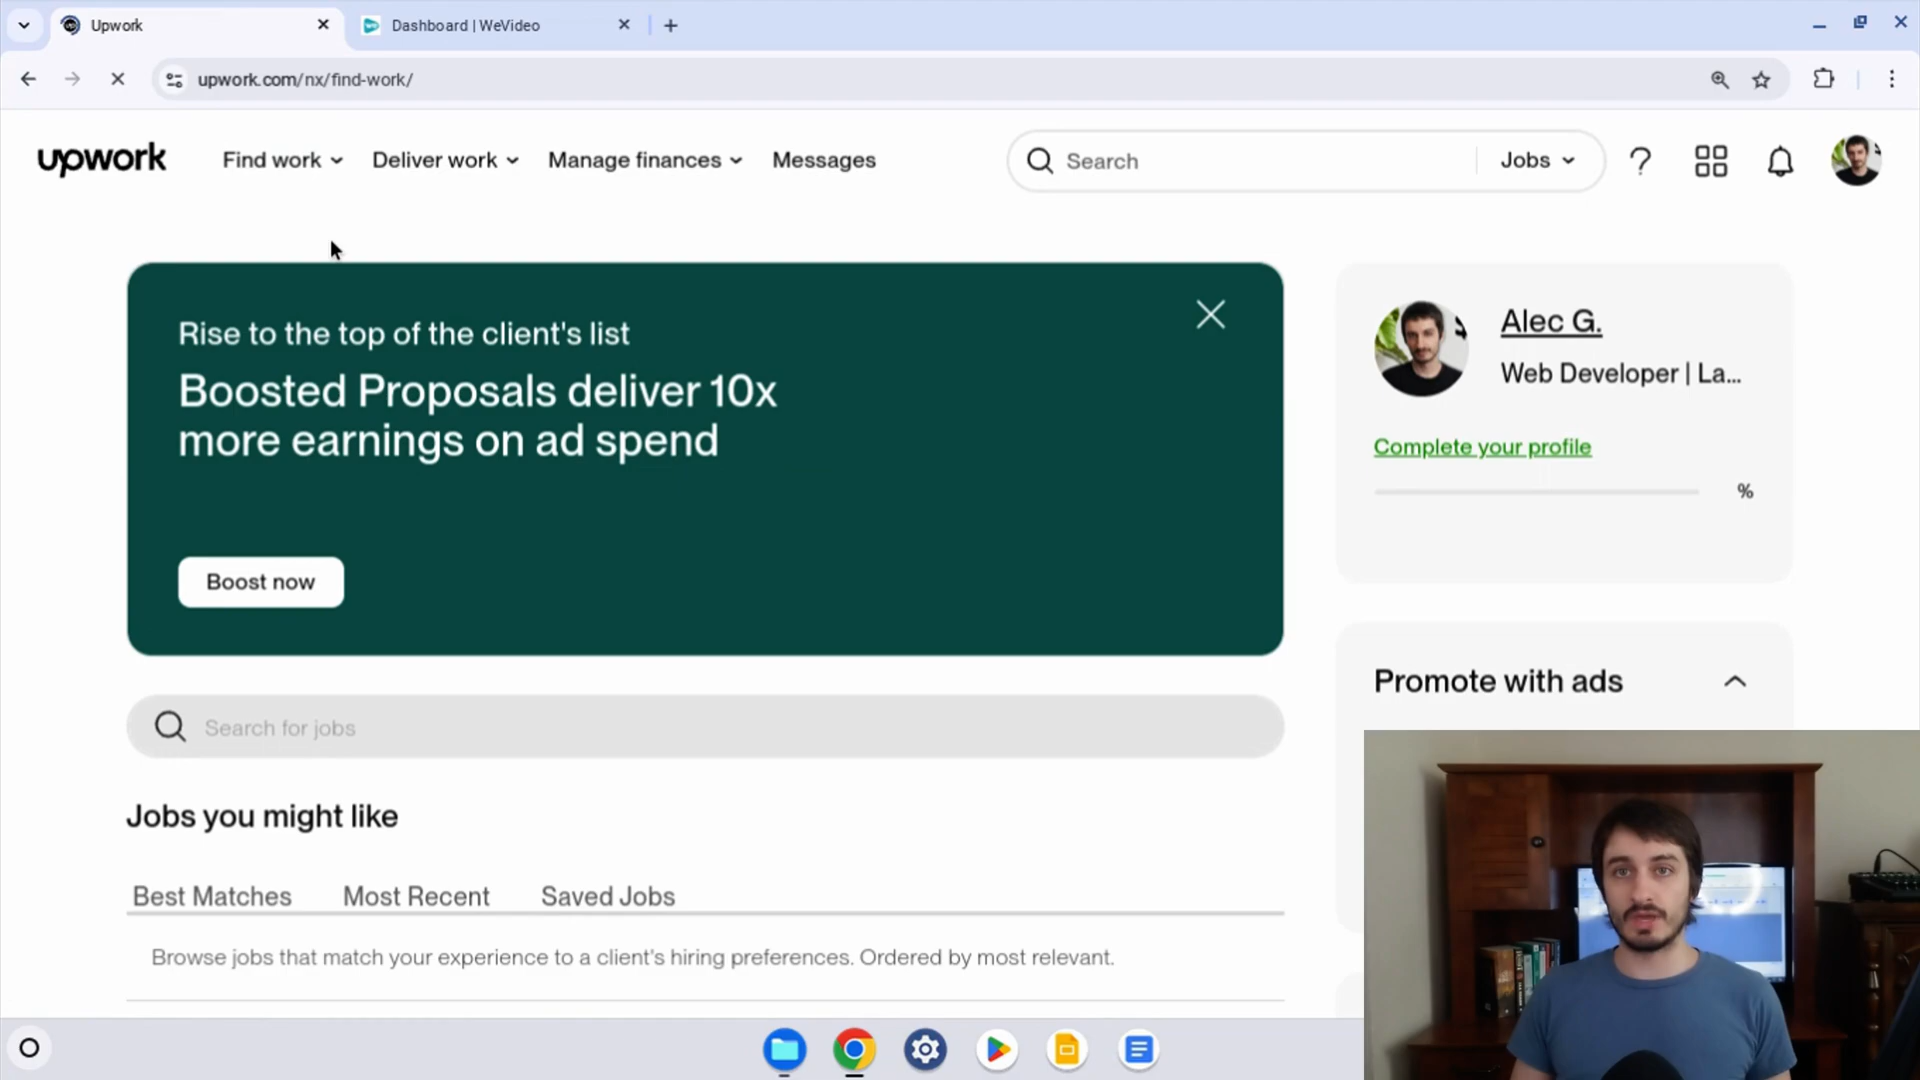 Upwork
Dashboard | WeVideo
upwork.com/nx/find-work/
upwork
Find work
Deliver work
Manage finances
Messages
Search
Jobs
Rise to the top of the client's list
Boosted Proposals deliver 10x
more earnings on ad spend
Boost now
Alec G.
Web Developer | La...
Complete your profile
%
Promote with ads
Search for jobs
Jobs you might like
Best Matches
Most Recent
Saved Jobs
Browse jobs that match your experience to a client's hiring preferences. Ordered by most relevant.